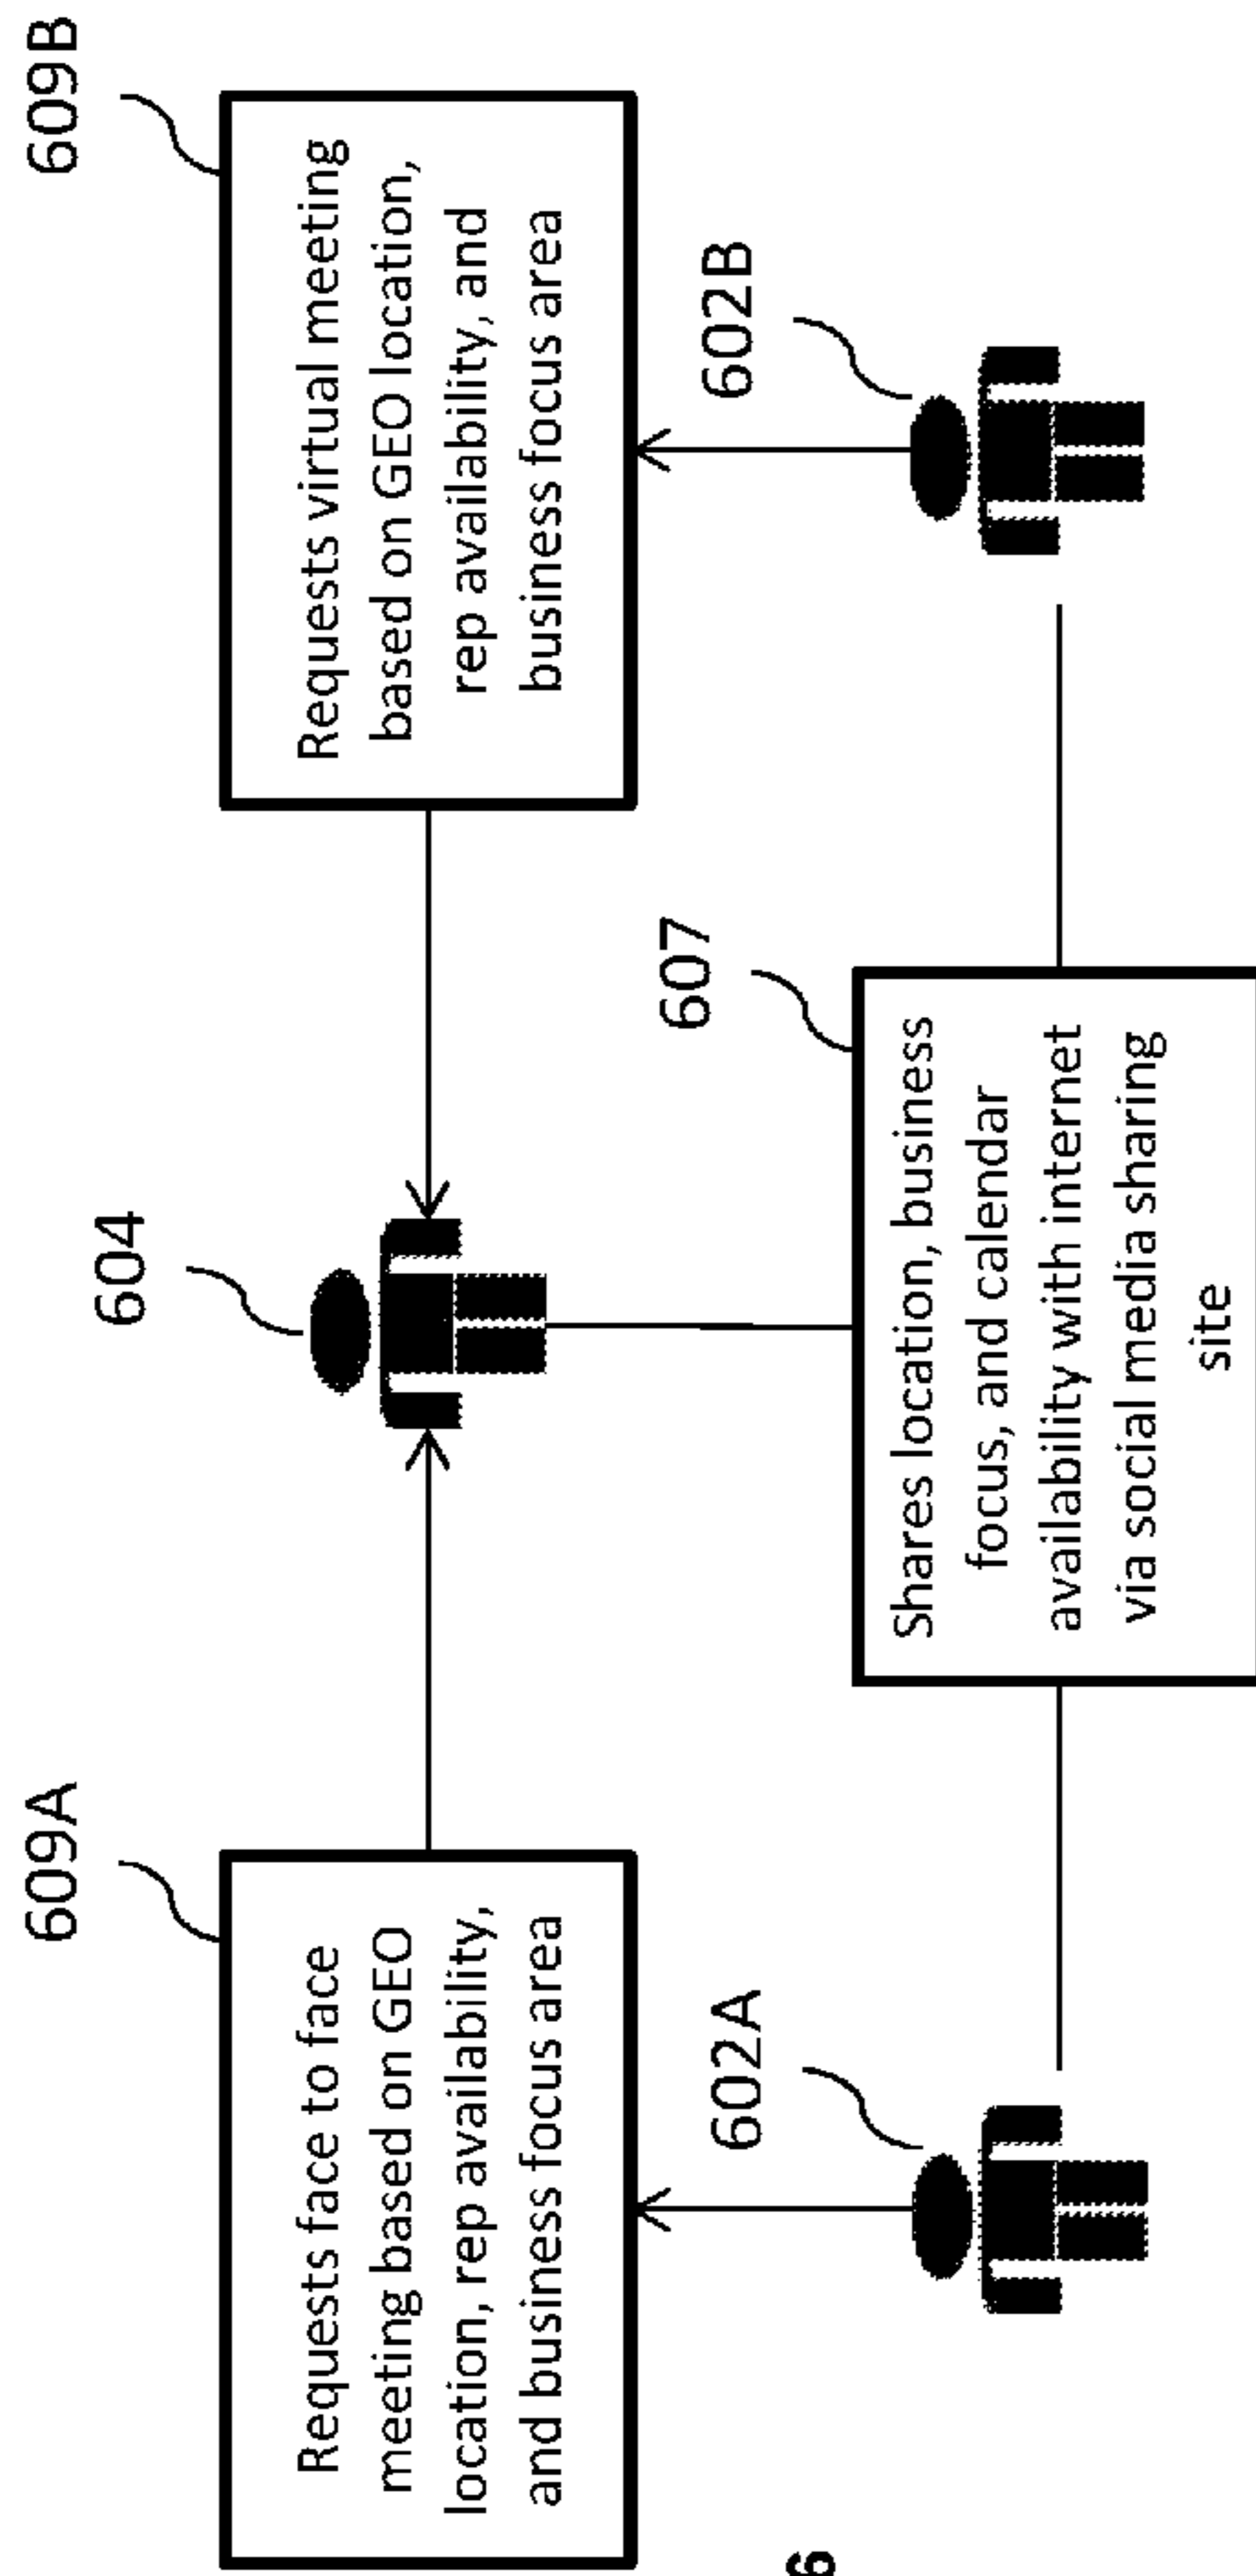 609A
Requests face to face
meeting based on GEO
location, rep availability,
and business focus area
604
609B
Requests virtual meeting
based on GEO location,
rep availability, and
business focus area
602A
607
Shares location, business
focus, and calendar
availability with internet
via social media sharing
site
602B
6